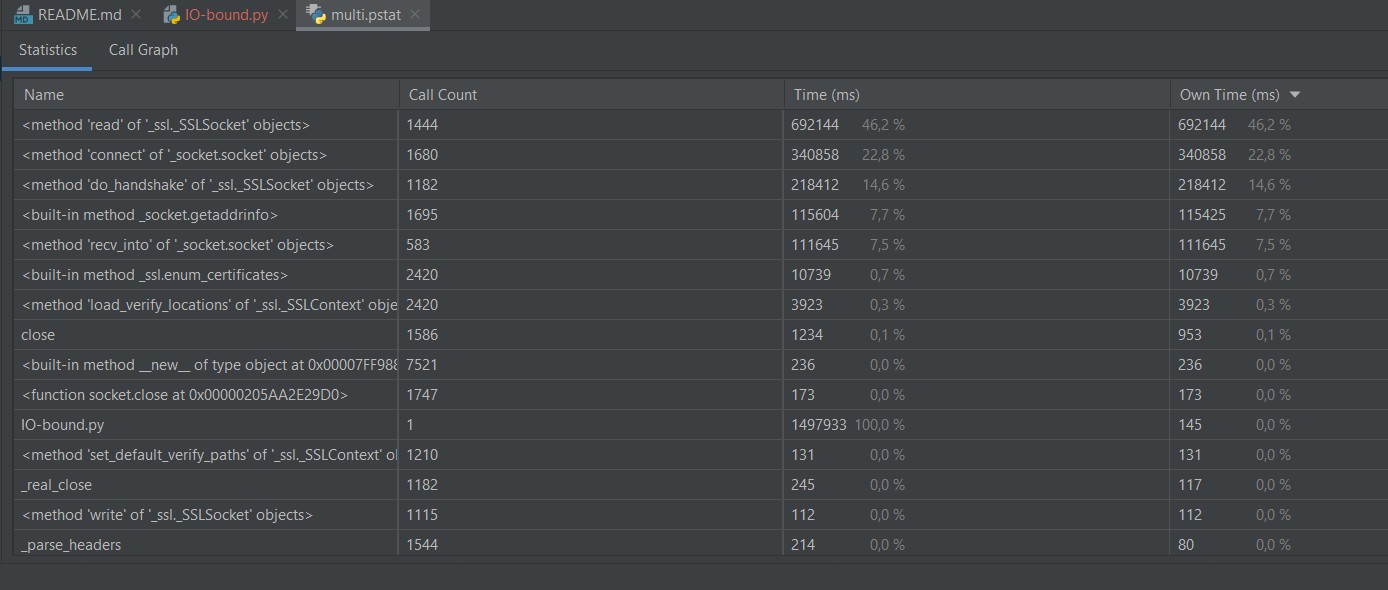 README.md IO-bound.py multi.pstat
Statistics Call Graph
Name Call Count Time (ms) Own Time (ms)
<method 'read' of '_ssl._SSLSocket' objects> 1444 692144 46,2 % 692144 46,2 %
<method 'connect' of '_socket.socket' objects> 1680 340858 22,8 % 340858 22,8 %
<method 'do_handshake' of '_ssl._SSLSocket' objects> 1182 218412 14,6 % 218412 14,6 %
<built-in method _socket.getaddrinfo> 1695 115604 7,7 % 115425 7,7 %
<method 'recv_into' of '_socket.socket' objects> 583 111645 7,5 % 111645 7,5 %
<built-in method _ssl.enum_certificates> 2420 10739 0,7 % 10739 0,7 %
<method 'load_verify_locations' of '_ssl._SSLContext' obje 2420 3923 0,3 % 3923 0,3 %
close 1586 1234 0,1 % 953 0,1 %
<built-in method __new__ of type object at 0x00007FF988 7521 236 0,0 % 236 0,0 %
<function socket.close at 0x00000205AA2E29D0> 1747 173 0,0 % 173 0,0 %
IO-bound.py 1 1497933 100,0 % 145 0,0 %
<method 'set_default_verify_paths' of '_ssl._SSLContext' ol 1210 131 0,0 % 131 0,0 %
_real_close 1182 245 0,0 % 117 0,0 %
<method 'write' of '_ssl._SSLSocket' objects> 1115 112 0,0 % 112 0,0 %
_parse_headers 1544 214 0,0 % 80 0,0 %